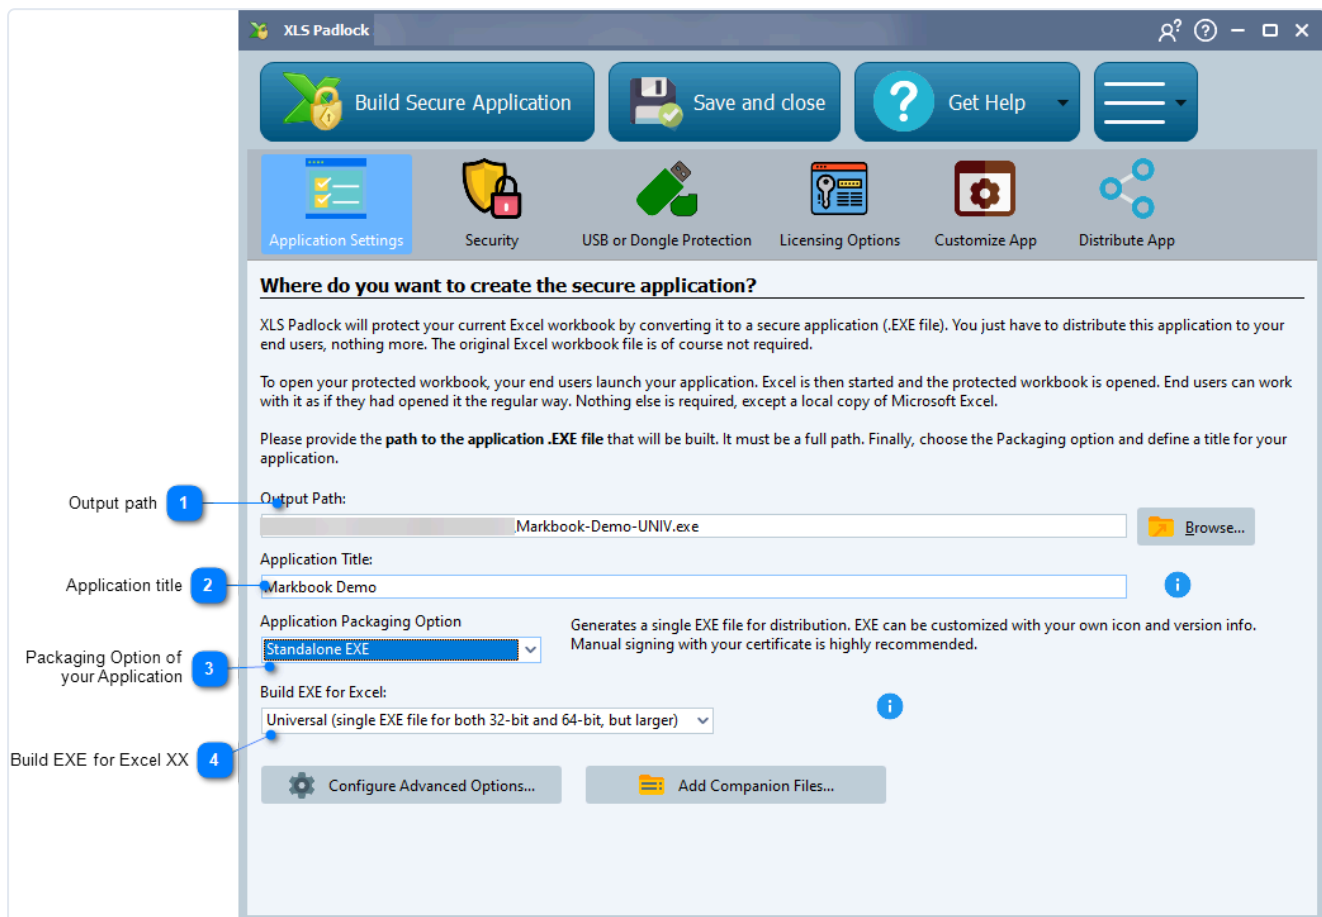 XLS Padlock
Build Secure Application
Save and close
Get Help
Application Settings
Security
USB or Dongle Protection
Licensing Options
Customize App
Distribute App
Where do you want to create the secure application?
XLS Padlock will protect your current Excel workbook by converting it to a secure application (.EXE file). You just have to distribute this application to your
end users, nothing more. The original Excel workbook file is of course not required.
To open your protected workbook, your end users launch your application. Excel is then started and the protected workbook is opened. End users can work
with it as if they had opened it the regular way. Nothing else is required, except a local copy of Microsoft Excel.
Please provide the path to the application .EXE file that will be built. It must be a full path. Finally, choose the Packaging option and define a title for your
application.
Output path 1
Output Path:
Markbook-Demo-UNIV.exe
Browse...
Application title 2
Application Title:
Markbook Demo
Application Packaging Option
Standalone EXE
Generates a single EXE file for distribution. EXE can be customized with your own icon and version info.
Manual signing with your certificate is highly recommended.
Packaging Option of
your Application
3
Build EXE for Excel:
Universal (single EXE file for both 32-bit and 64-bit, but larger)
Build EXE for Excel XX 4
Configure Advanced Options...
Add Companion Files...